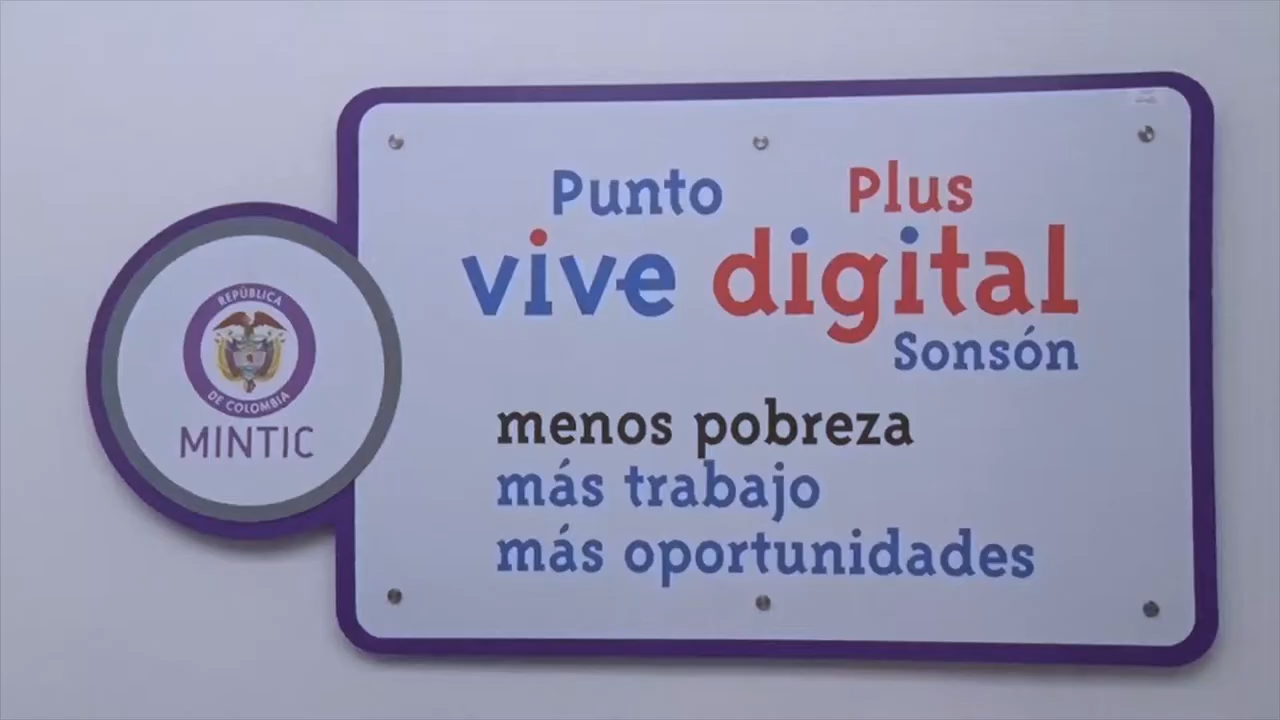 REPÚBLICA
DE COLOMBIA
MINTIC
Punto Plus
vive digital
Sonsón
menos pobreza
más trabajo
más oportunidades